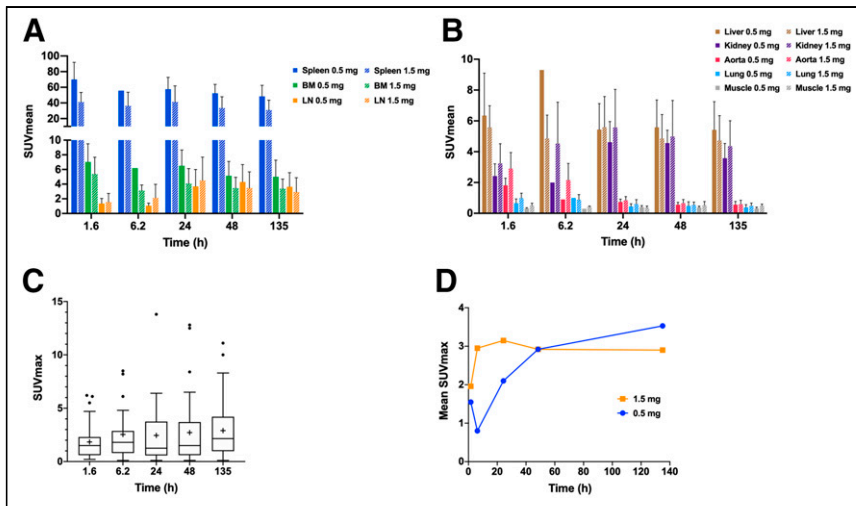 A
100
80
60
40
20
10
8
6
4
2
0
SUVmean
Spleen 0.5 mg
Spleen 1.5 mg
BM 0.5 mg
BM 1.5 mg
LN 0.5 mg
LN 1.5 mg
1.6 6.2 24 48 135
Time (h)
B
10
8
6
4
2
0
SUVmean
Liver 0.5 mg
Liver 1.5 mg
Kidney 0.5 mg
Kidney 1.5 mg
Aorta 0.5 mg
Aorta 1.5 mg
Lung 0.5 mg
Lung 1.5 mg
Muscle 0.5 mg
Muscle 1.5 mg
1.6 6.2 24 48 135
Time (h)
C
15
10
5
0
SUVmax
1.6 6.2 24 48 135
Time (h)
D
4
3
2
1
0
Mean SUVmax
1.5 mg
0.5 mg
0 20 40 60 80 100 120 140
Time (h)